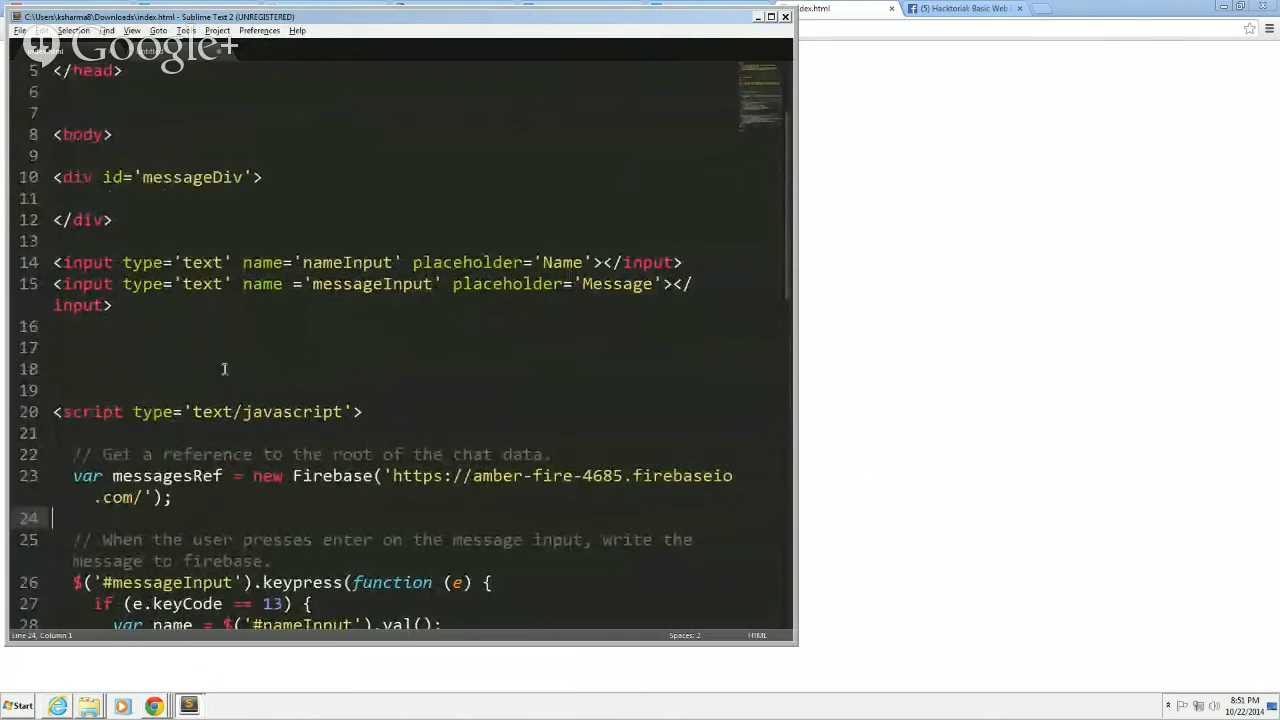 C:\Users\ksharma8\Downloads\index.html - Sublime Text 2 (UNREGISTERED)
dex.html
(5) Hacktorial: Basic Web
File Edit Selection Find View Goto Tools Project Preferences Help
Google+
5 </head>
6
7
8 <body>
9
10 <div id='messageDiv'>
11
12 </div>
13
14 <input type='text' name='nameInput' placeholder='Name'></input>
15 <input type='text' name ='messageInput' placeholder='Message'></
input>
16
17
18
19
20 <script type='text/javascript'>
21
22 // Get a reference to the root of the chat data.
23 var messagesRef = new Firebase('https://amber-fire-4685.firebaseio
.com/');
24
25 // When the user presses enter on the message input, write the
message to firebase.
26 $('#messageInput').keypress(function (e) {
27 if (e.keyCode == 13) {
28 var name = $('#nameInput').val();
Line 24, Column 1
Spaces: 2
HTML
Start
8:51 PM
10/22/2014